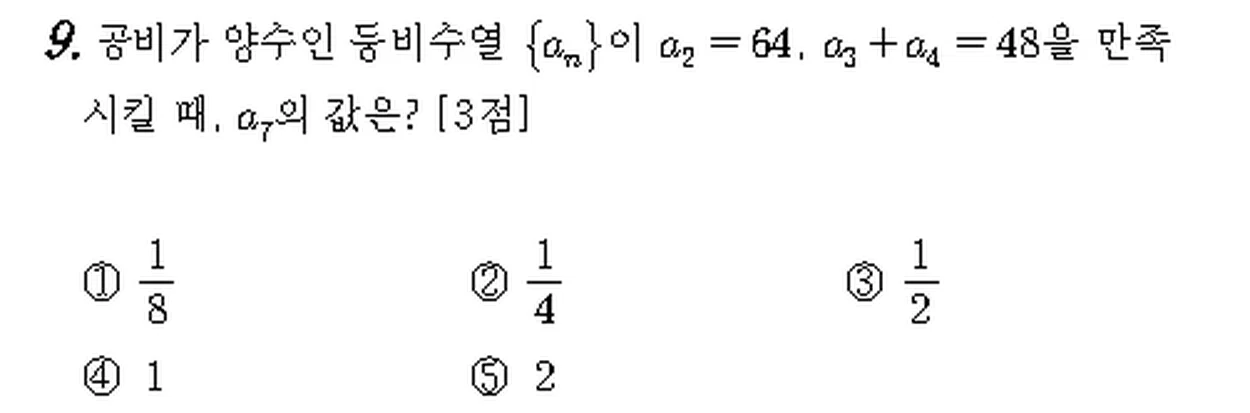 9. 공비가 양수인 등비수열 {aₙ}이 a₂ = 64, a₃ + a₄ = 48을 만족
시킬 때, a₇의 값은? [3점]
① 1/8 ② 1/4 ③ 1/2
④ 1 ⑤ 2